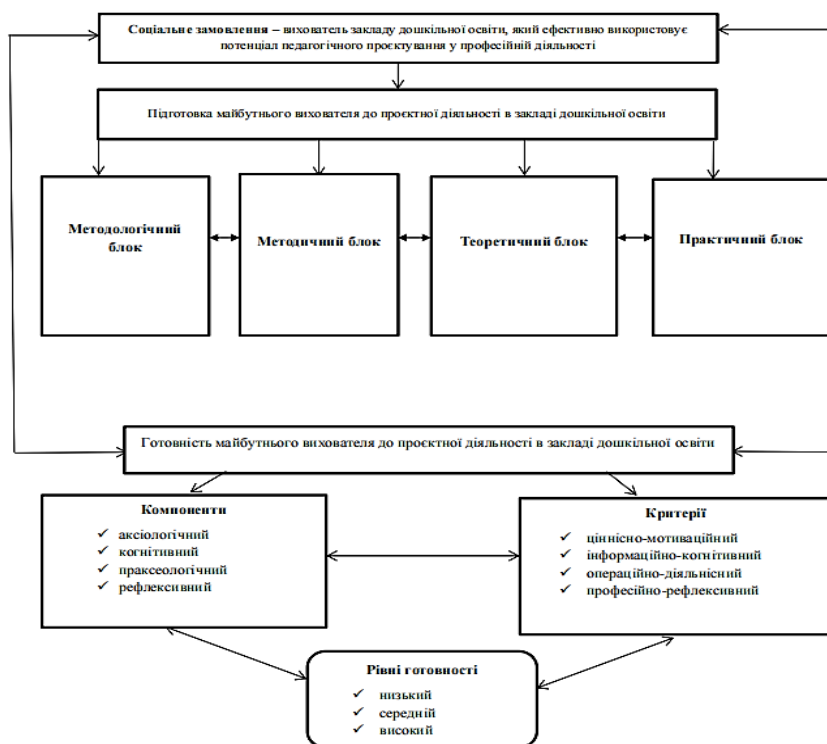 Соціальне замовлення – вихователь закладу дошкільної освіти, який ефективно використовує
потенціал педагогічного проєктування у професійній діяльності
Підготовка майбутнього вихователя до проєктної діяльності в закладі дошкільної освіти
Методологічний
блок
Методичний блок
Теоретичний блок
Практичний блок
Готовність майбутнього вихователя до проєктної діяльності в закладі дошкільної освіти
Компоненти
✓ аксіологічний
✓ когнітивний
✓ праксеологічний
✓ рефлексивний
Критерії
✓ ціннісно-мотиваційний
✓ інформаційно-когнітивний
✓ операційно-діяльнісний
✓ професійно-рефлексивний
Рівні готовності
✓ низький
✓ середній
✓ високий